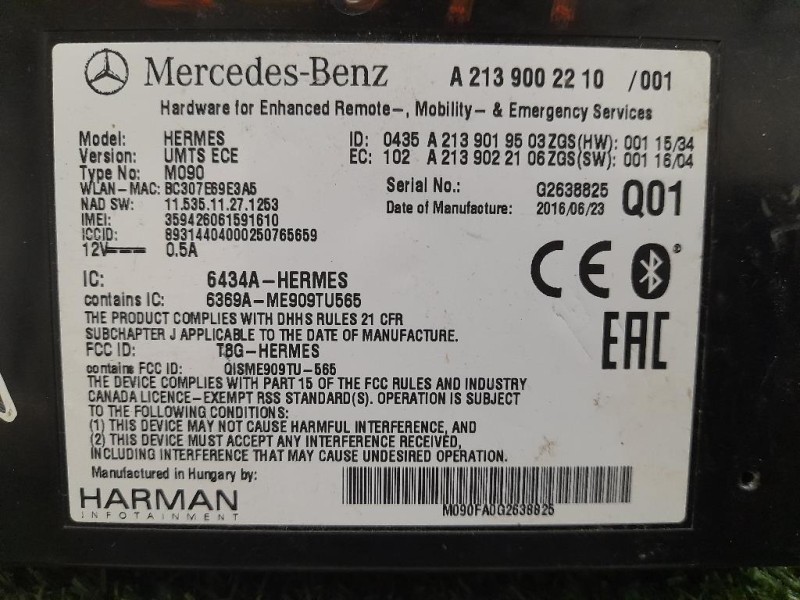 Mercedes-Benz A 213 900 22 10 /001
Hardware for Enhanced Remote-, Mobility- & Emergency Services
Model: HERMES ID: 0435 A 213 901 95 03 ZGS(HW): 001 15/34
Version: UMTS ECE EC: 102 A 213 902 21 06 ZGS(SW): 001 16/04
Type No: M090
WLAN-MAC: BC307E69E3A5 Serial No.: G2638825 Q01
NAD SW: 11.535.11.27.1253 Date of Manufacture: 2016/06/23
IMEI: 359426061591610
ICCID: 89314404000250765659
12V 0.5A
CE
IC: 6434A-HERMES
contains IC: 6369A-ME909TU565
THE PRODUCT COMPLIES WITH DHHS RULES 21 CFR
SUBCHAPTER J APPLICABLE TO THE DATE OF MANUFACTURE.
EAC
FCC ID: T8G-HERMES
contains FCC ID: QISME909TU-565
THE DEVICE COMPLIES WITH PART 15 OF THE FCC RULES AND INDUSTRY
CANADA LICENCE-EXEMPT RSS STANDARD(S). OPERATION IS SUBJECT
TO THE FOLLOWING CONDITIONS:
(1) THIS DEVICE MAY NOT CAUSE HARMFUL INTERFERENCE, AND
(2) THIS DEVICE MUST ACCEPT ANY INTERFERENCE RECEIVED,
INCLUDING INTERFERENCE THAT MAY CAUSE UNDESIRED OPERATION.
Manufactured in Hungary by:
HARMAN
INFOTAINMENT
M090FA0G2638825